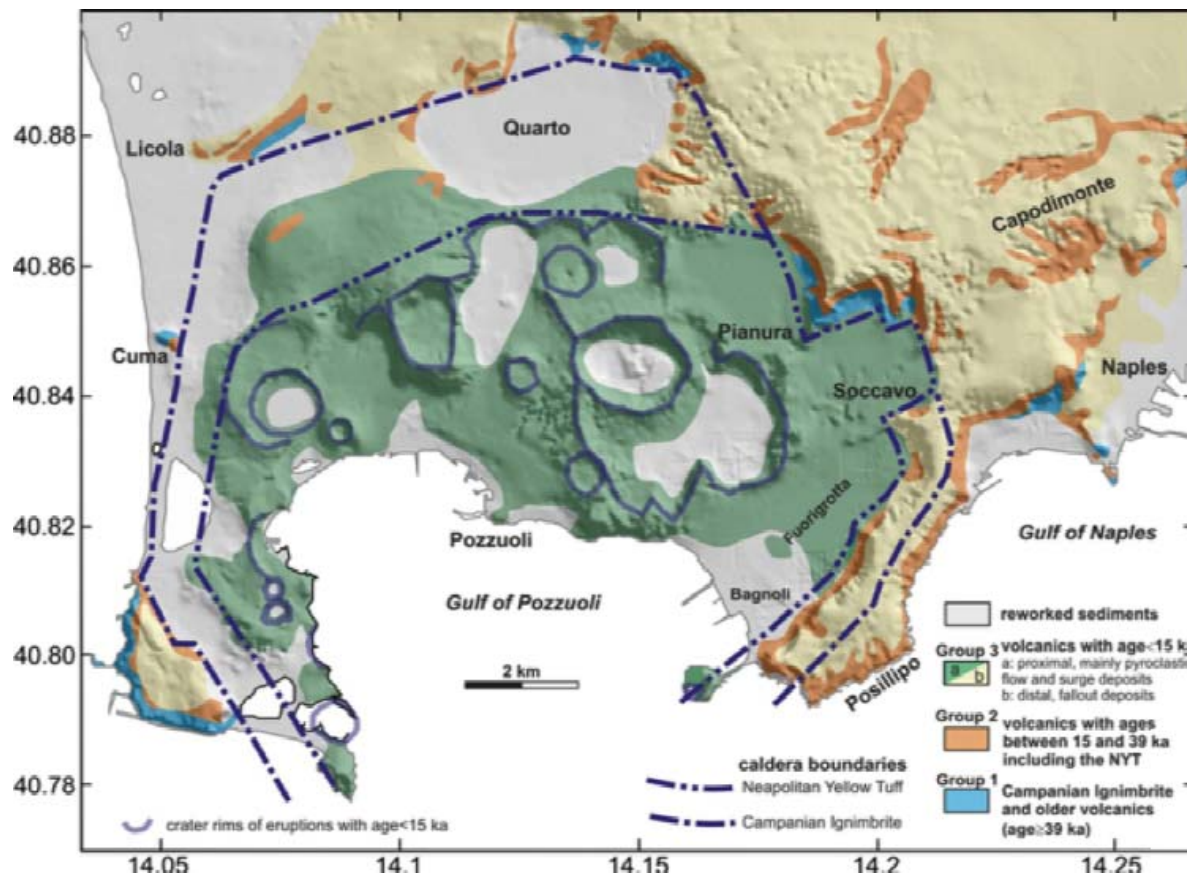 40.88
40.86
40.84
40.82
40.80
40.78
Licola
Quarto
Capodimonte
Cuma
Pianura
Soccavo
Naples
Fuorigrotta
Pozzuoli
Gulf of Naples
Gulf of Pozzuoli
Bagnoli
Posillipo
2 km
reworked sediments
Group 3
a
b
volcanics with age<15 k
a: proximal, mainly pyroclasti
flow and surge deposits
b: distal, fallout deposits
Group 2
volcanics with ages
between 15 and 39 ka
including the NYT
Group 1
Campanian Ignimbrite
and older volcanics
(age≥39 ka)
caldera boundaries
Neapolitan Yellow Tuff
Campanian Ignimbrite
crater rims of eruptions with age<15 ka
14.05
14.1
14.15
14.2
14.25